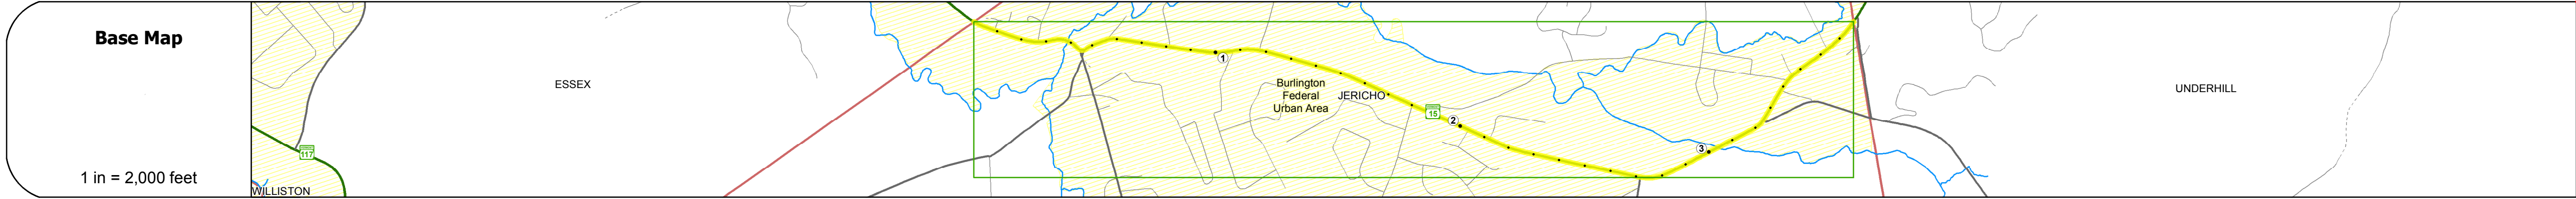 Base Map
1 in = 2,000 feet
117
WILLISTON
ESSEX
1
Burlington
Federal
Urban Area
JERICHO
15
2
3
UNDERHILL